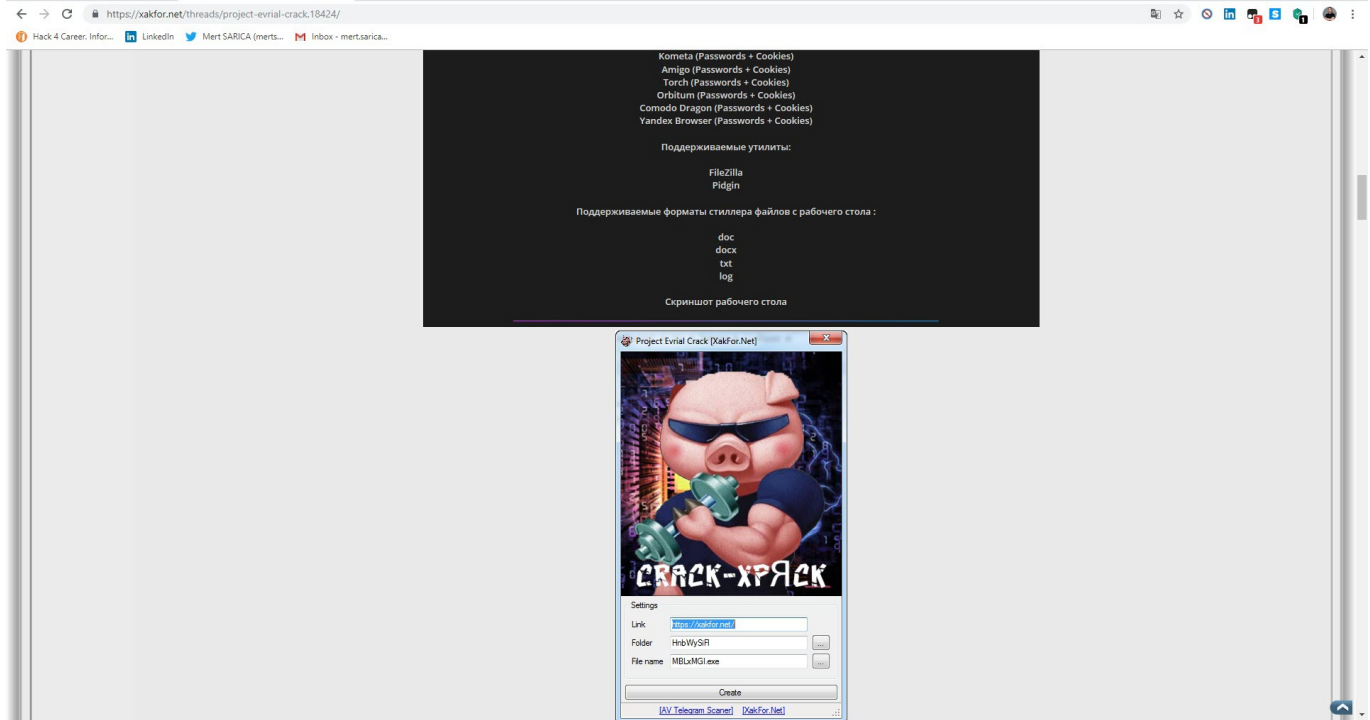 https://xakfor.net/threads/project-evrial-crack.18424/
Hack 4 Career. Infor...
LinkedIn
Mert SARICA (merts...
Inbox - mert.sarica...
Kometa (Passwords + Cookies)
Amigo (Passwords + Cookies)
Torch (Passwords + Cookies)
Orbitum (Passwords + Cookies)
Comodo Dragon (Passwords + Cookies)
Yandex Browser (Passwords + Cookies)
Поддерживаемые утилиты:
FileZilla
Pidgin
Поддерживаемые форматы стиллера файлов с рабочего стола :
doc
docx
txt
log
Скриншот рабочего стола
Project Evrial Crack [XakFor.Net]
CRACK-XPЯCK
Settings
Link https://xakfor.net/
Folder HnbWySiFl
File name MBLxMGI.exe
Create
[AV Telegram Scaner] [XakFor.Net]